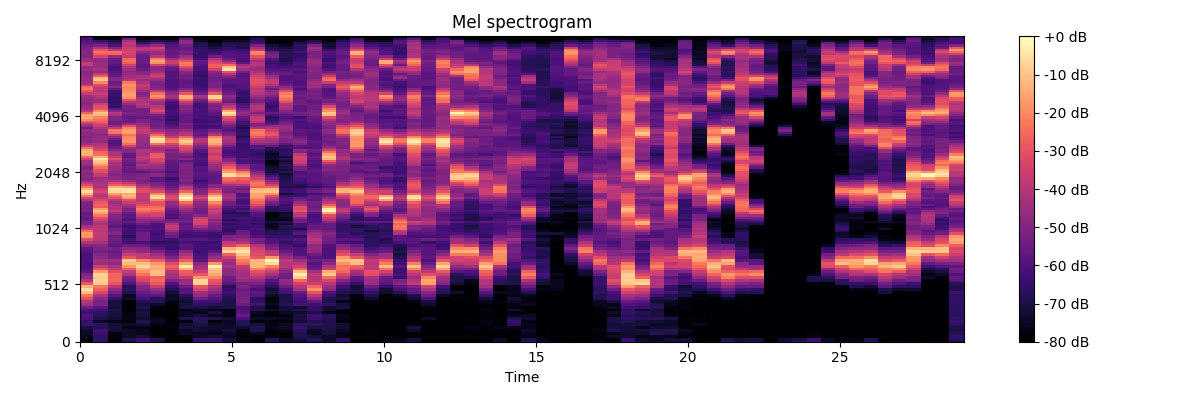 Mel spectrogram
Hz
8192
4096
2048
1024
512
0
0 5 10 15 20 25
Time
+0 dB
-10 dB
-20 dB
-30 dB
-40 dB
-50 dB
-60 dB
-70 dB
-80 dB